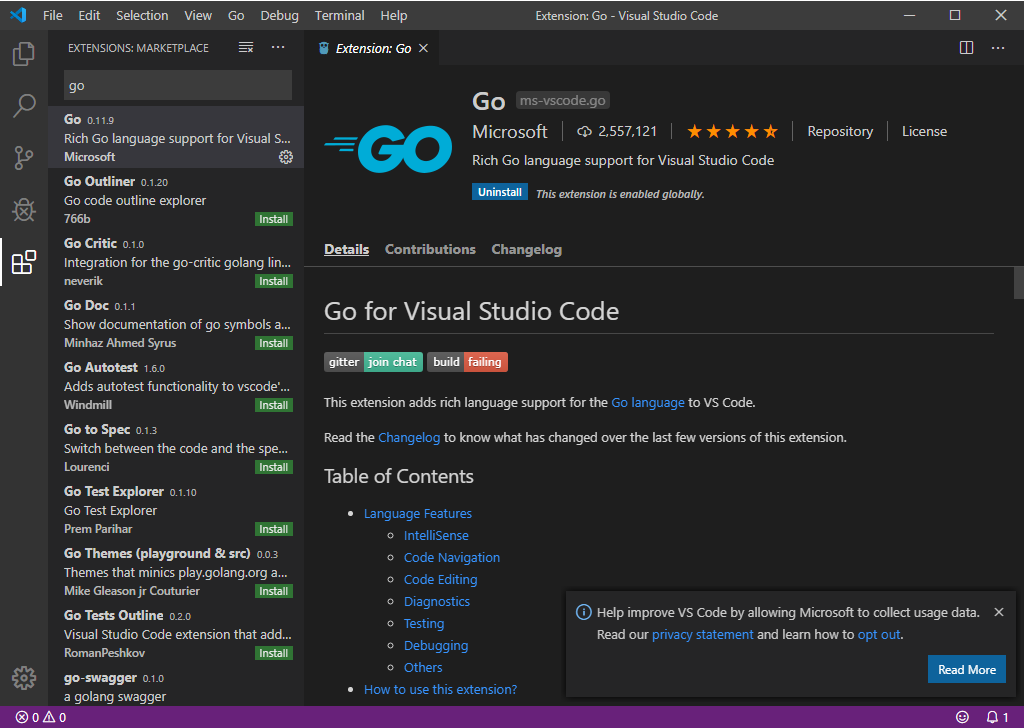 File Edit Selection View Go Debug Terminal Help Extension: Go - Visual Studio Code
EXTENSIONS: MARKETPLACE
go
Go 0.11.9
Rich Go language support for Visual S...
Microsoft
Go Outliner 0.1.20
Go code outline explorer
766b Install
Go Critic 0.1.0
Integration for the go-critic golang lin...
neverik Install
Go Doc 0.1.1
Show documentation of go symbols a...
Minhaz Ahmed Syrus Install
Go Autotest 1.6.0
Adds autotest functionality to vscode'...
Windmill Install
Go to Spec 0.1.3
Switch between the code and the spe...
Lourenci Install
Go Test Explorer 0.1.10
Go Test Explorer
Prem Parihar Install
Go Themes (playground & src) 0.0.3
Themes that minics play.golang.org a...
Mike Gleason jr Couturier Install
Go Tests Outline 0.2.0
Visual Studio Code extension that add...
RomanPeshkov Install
go-swagger 0.1.0
a golang swagger
Extension: Go
GO
Go ms-vscode.go
Microsoft 2,557,121 Repository License
Rich Go language support for Visual Studio Code
Uninstall This extension is enabled globally.
Details Contributions Changelog
Go for Visual Studio Code
gitter join chat build failing
This extension adds rich language support for the Go language to VS Code.
Read the Changelog to know what has changed over the last few versions of this extension.
Table of Contents
Language Features
IntelliSense
Code Navigation
Code Editing
Diagnostics
Testing
Debugging
Others
How to use this extension?
Help improve VS Code by allowing Microsoft to collect usage data.
Read our privacy statement and learn how to opt out.
Read More
0 0 1